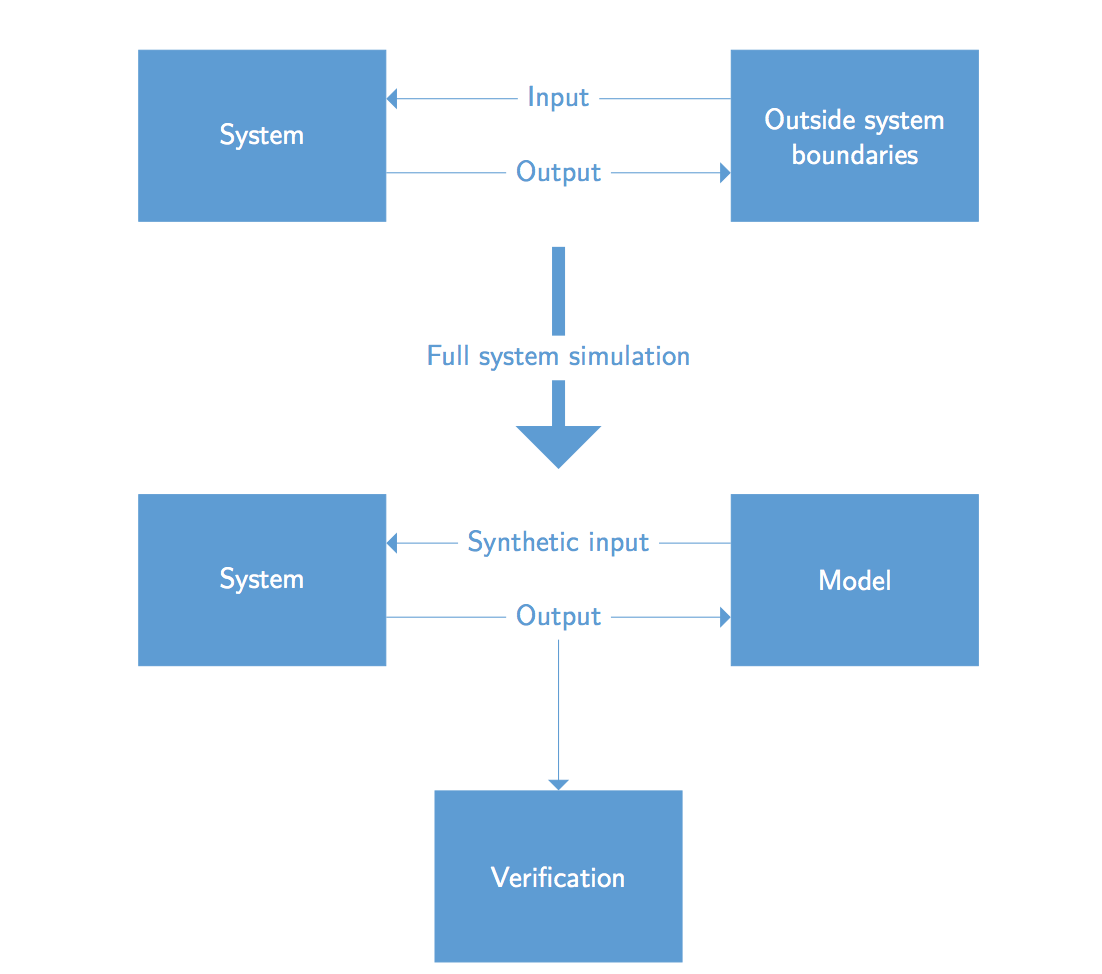 System
Input
Output
Outside system
boundaries
Full system simulation
System
Synthetic input
Output
Model
Verification